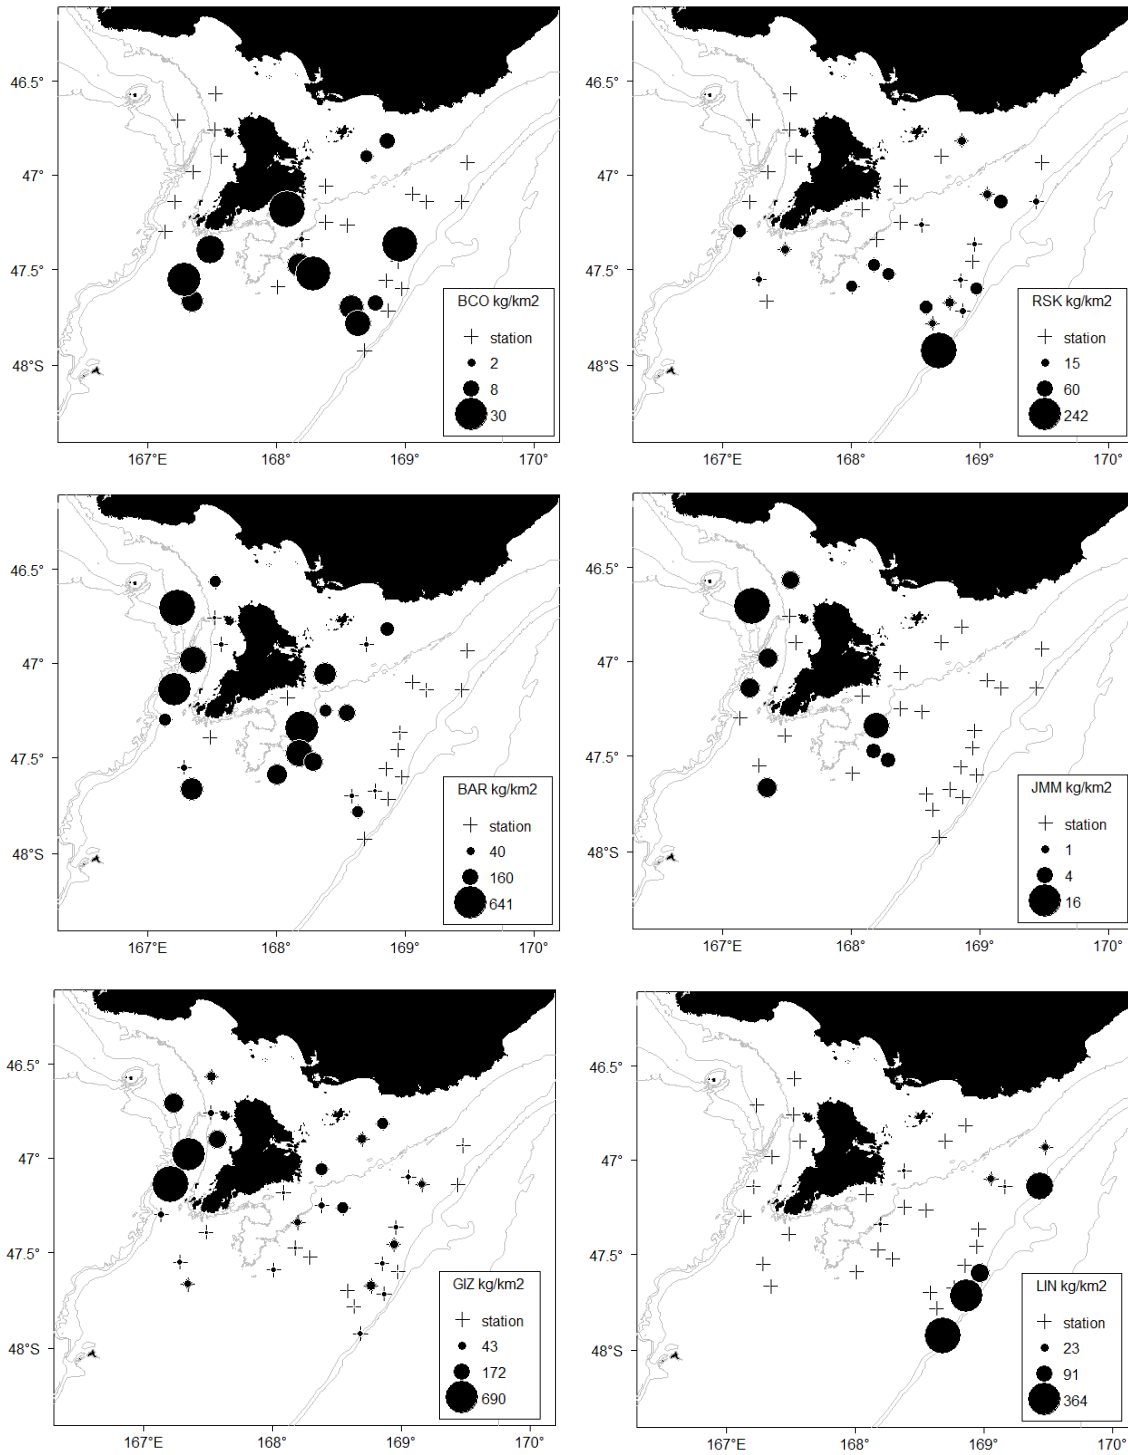 46.5°
47°
47.5°
48°S
BCO kg/km2
station
2
8
30
167°E
168°
169°
170°
46.5°
47°
47.5°
48°S
RSK kg/km2
station
15
60
242
167°E
168°
169°
170°
46.5°
47°
47.5°
48°S
BAR kg/km2
station
40
160
641
167°E
168°
169°
170°
46.5°
47°
47.5°
48°S
JMM kg/km2
station
1
4
16
167°E
168°
169°
170°
46.5°
47°
47.5°
48°S
GIZ kg/km2
station
43
172
690
167°E
168°
169°
170°
46.5°
47°
47.5°
48°S
LIN kg/km2
station
23
91
364
167°E
168°
169°
170°